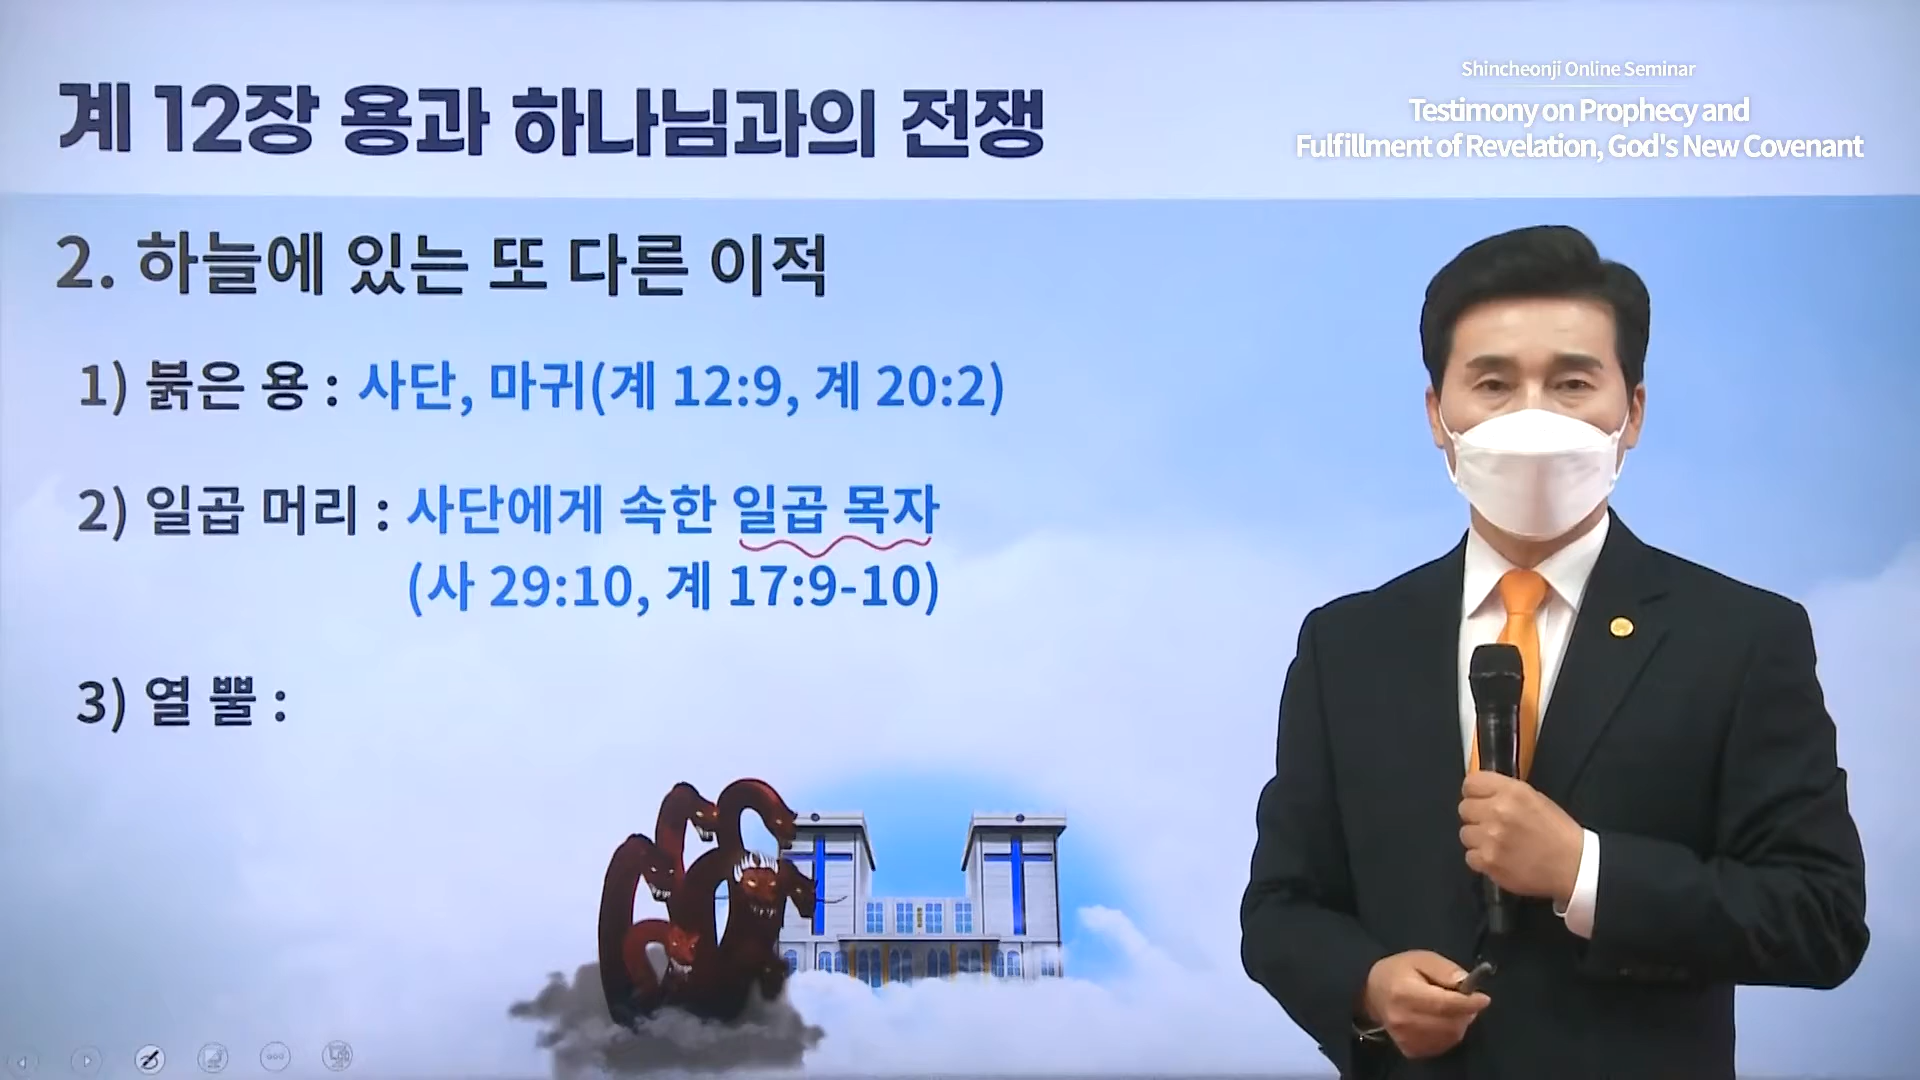 계 12장 용과 하나님과의 전쟁
Shincheonji Online Seminar
Testimony on Prophecy and
Fulfillment of Revelation, God's New Covenant
2. 하늘에 있는 또 다른 이적
1) 붉은 용 : 사단, 마귀(계 12:9, 계 20:2)
2) 일곱 머리 : 사단에게 속한 일곱 목자
(사 29:10, 계 17:9-10)
3) 열 뿔 :